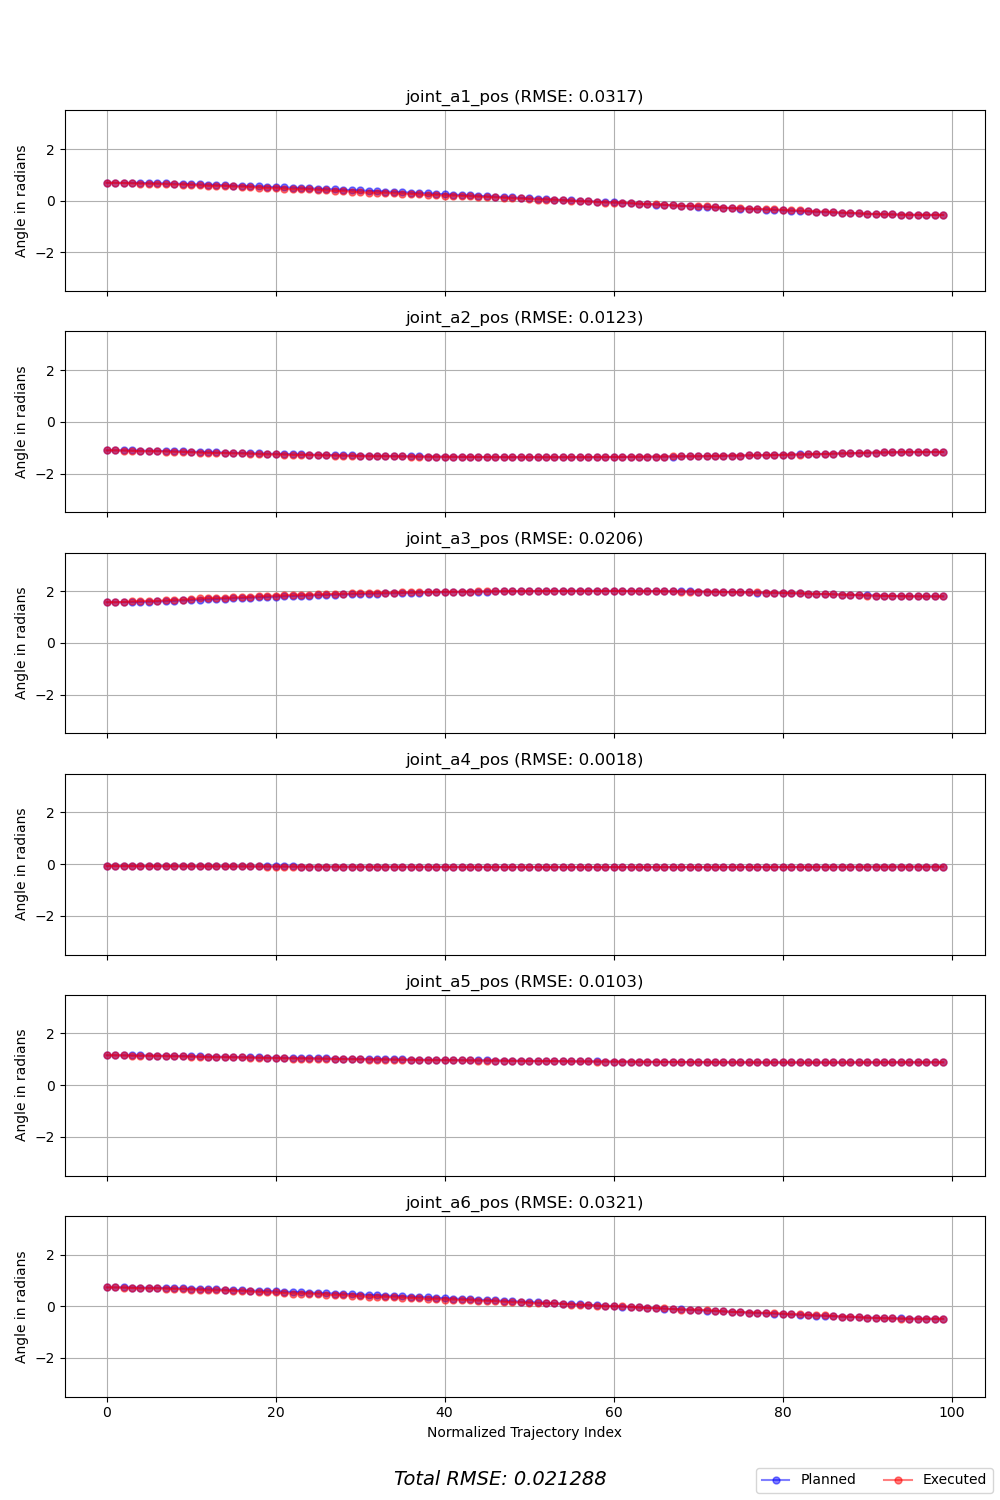 joint_a1_pos (RMSE: 0.0317)
Angle in radians
2
0
−2
joint_a2_pos (RMSE: 0.0123)
Angle in radians
2
0
−2
joint_a3_pos (RMSE: 0.0206)
Angle in radians
2
0
−2
joint_a4_pos (RMSE: 0.0018)
Angle in radians
2
0
−2
joint_a5_pos (RMSE: 0.0103)
Angle in radians
2
0
−2
joint_a6_pos (RMSE: 0.0321)
Angle in radians
2
0
−2
0 20 40 60 80 100
Normalized Trajectory Index
Total RMSE: 0.021288
Planned Executed